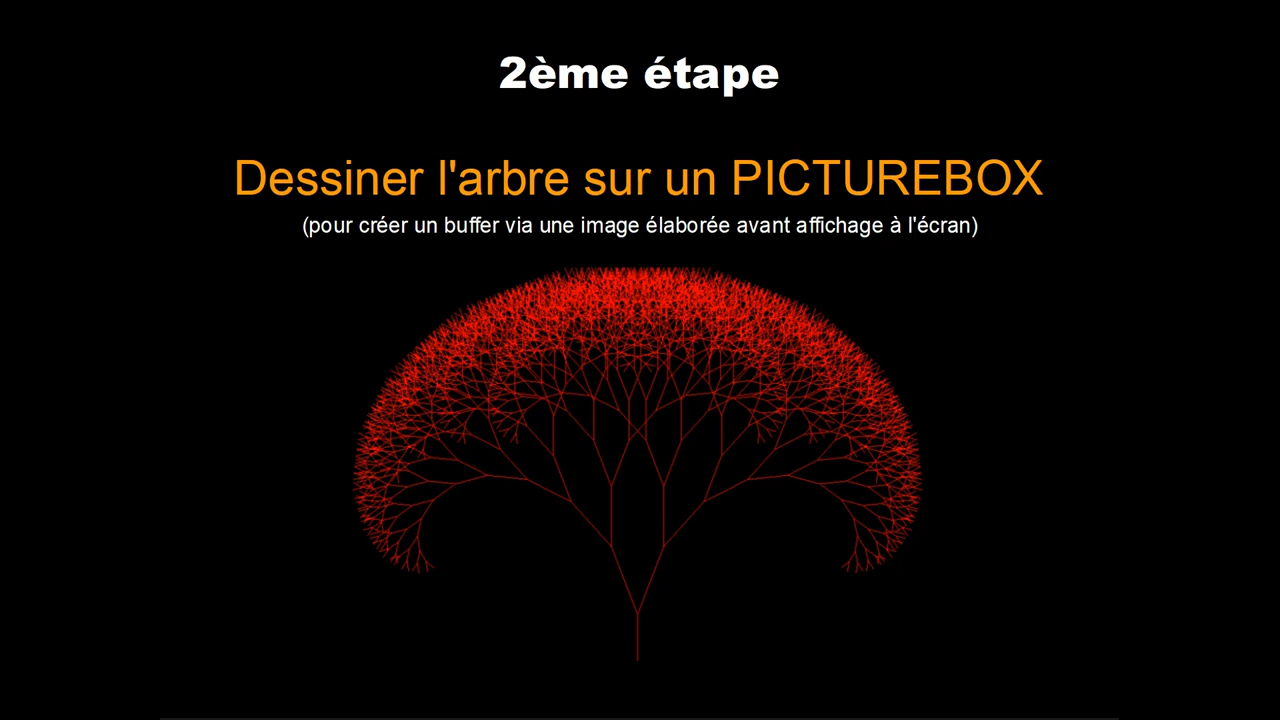 2ème étape
Dessiner l'arbre sur un PICTUREBOX
(pour créer un buffer via une image élaborée avant affichage à l'écran)